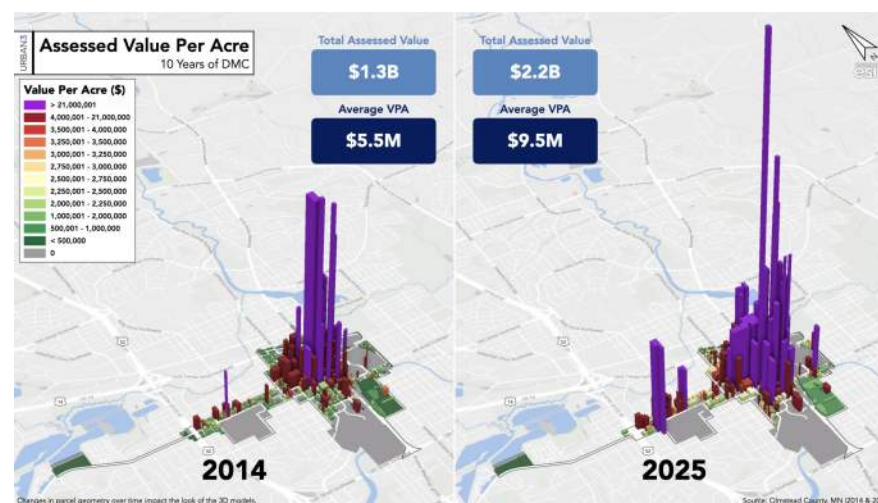 URBAN3
Assessed Value Per Acre
10 Years of DMC
Value Per Acre ($)
> 21,000,001
4,000,001 - 21,000,000
3,500,001 - 4,000,000
3,250,001 - 3,500,000
3,000,001 - 3,250,000
2,750,001 - 3,000,000
2,500,001 - 2,750,000
2,250,001 - 2,500,000
2,000,001 - 2,250,000
1,000,001 - 2,000,000
500,001 - 1,000,000
< 500,000
0
Total Assessed Value
$1.3B
Average VPA
$5.5M
2014
Changes in parcel geometry over time impact the look of the 3D models.
Total Assessed Value
$2.2B
Average VPA
$9.5M
esri
2025
Source: Olmstead County, MN (2014 & 20